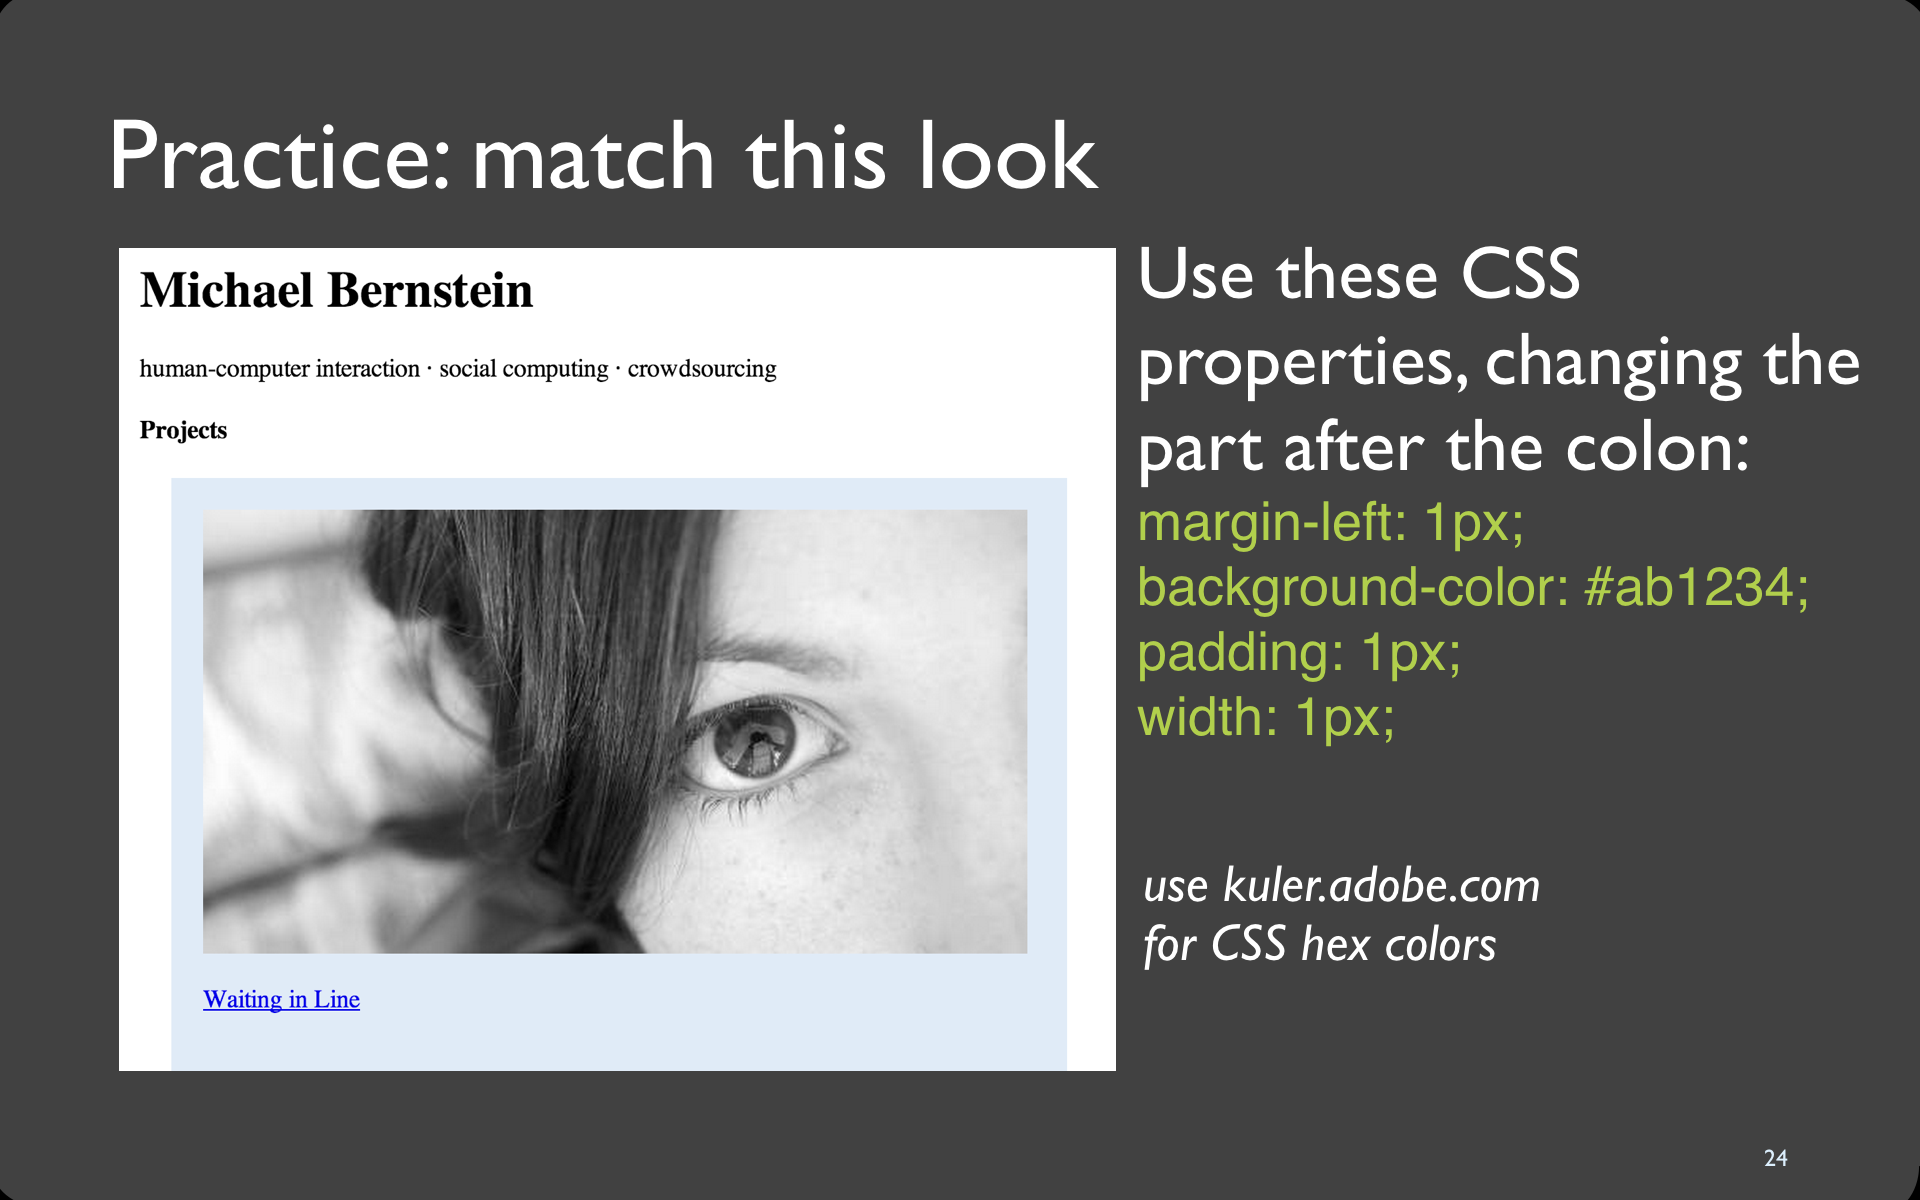 Practice: match this look
Michael Bernstein
human-computer interaction · social computing · crowdsourcing
Projects
Waiting in Line
Use these CSS
properties, changing the
part after the colon:
margin-left: 1px;
background-color: #ab1234;
padding: 1px;
width: 1px;
use kuler.adobe.com
for CSS hex colors
24